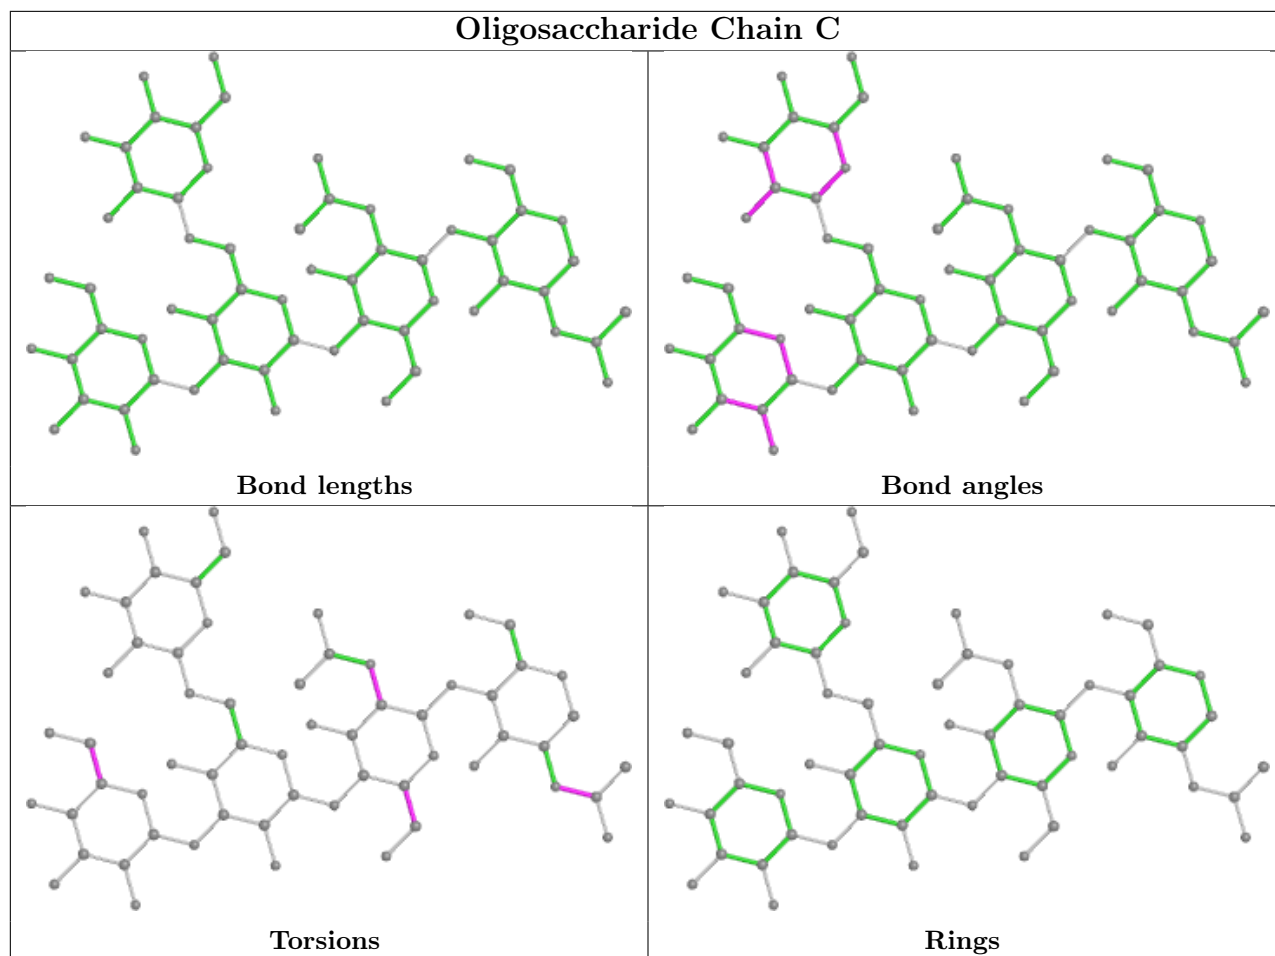 Oligosaccharide Chain C
Bond lengths
Bond angles
Torsions
Rings